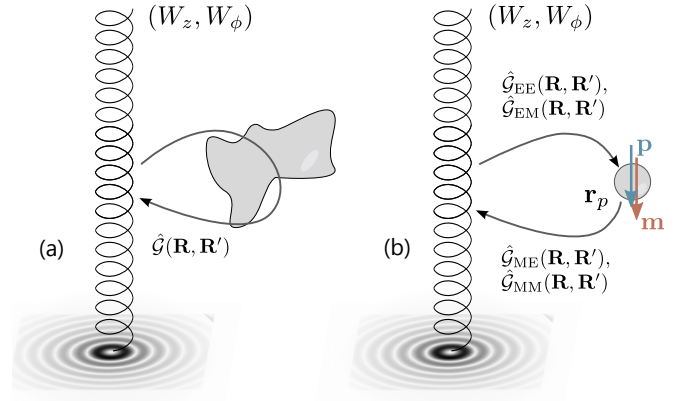 (W_z, W_ϕ)
(a)
𝒢̂(𝐑, 𝐑′)
(W_z, W_ϕ)
𝒢̂_EE(𝐑, 𝐑′),
𝒢̂_EM(𝐑, 𝐑′)
𝐩
𝐫_p
𝐦
(b)
𝒢̂_ME(𝐑, 𝐑′),
𝒢̂_MM(𝐑, 𝐑′)